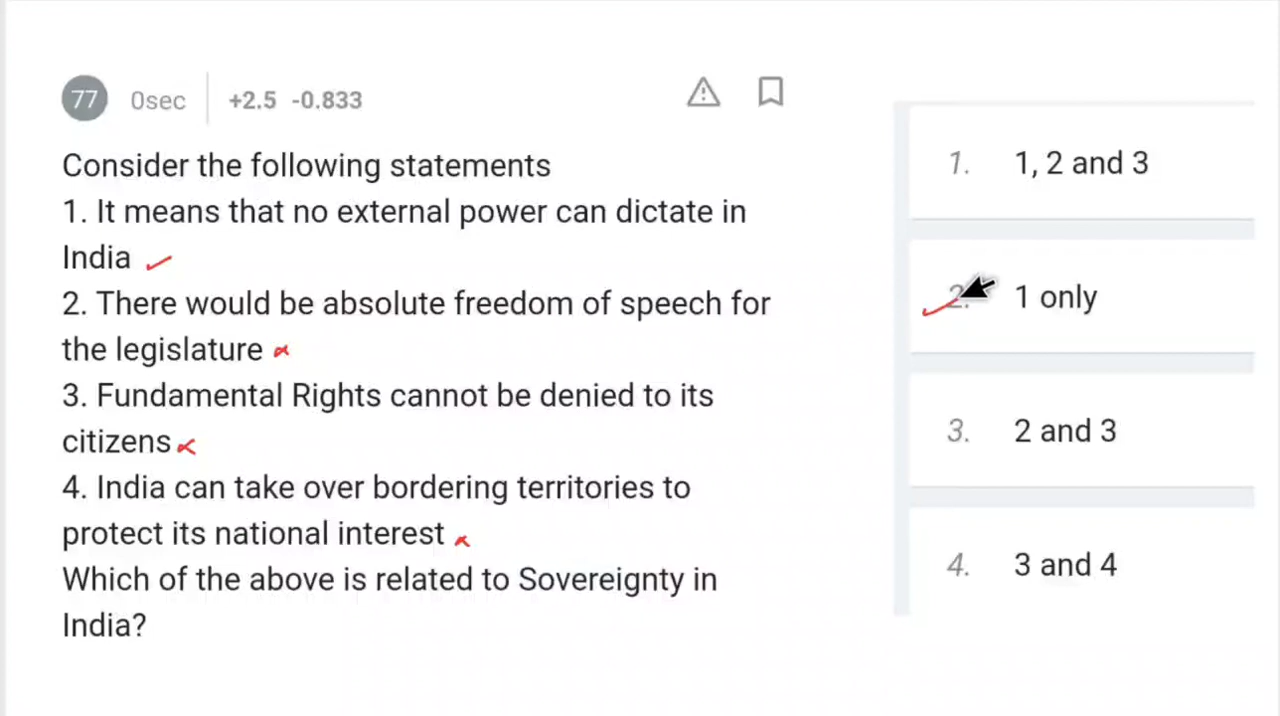 77 0sec +2.5 -0.833
Consider the following statements
1. It means that no external power can dictate in
India
2. There would be absolute freedom of speech for
the legislature
3. Fundamental Rights cannot be denied to its
citizens
4. India can take over bordering territories to
protect its national interest
Which of the above is related to Sovereignty in
India?
1. 1, 2 and 3
2. 1 only
3. 2 and 3
4. 3 and 4